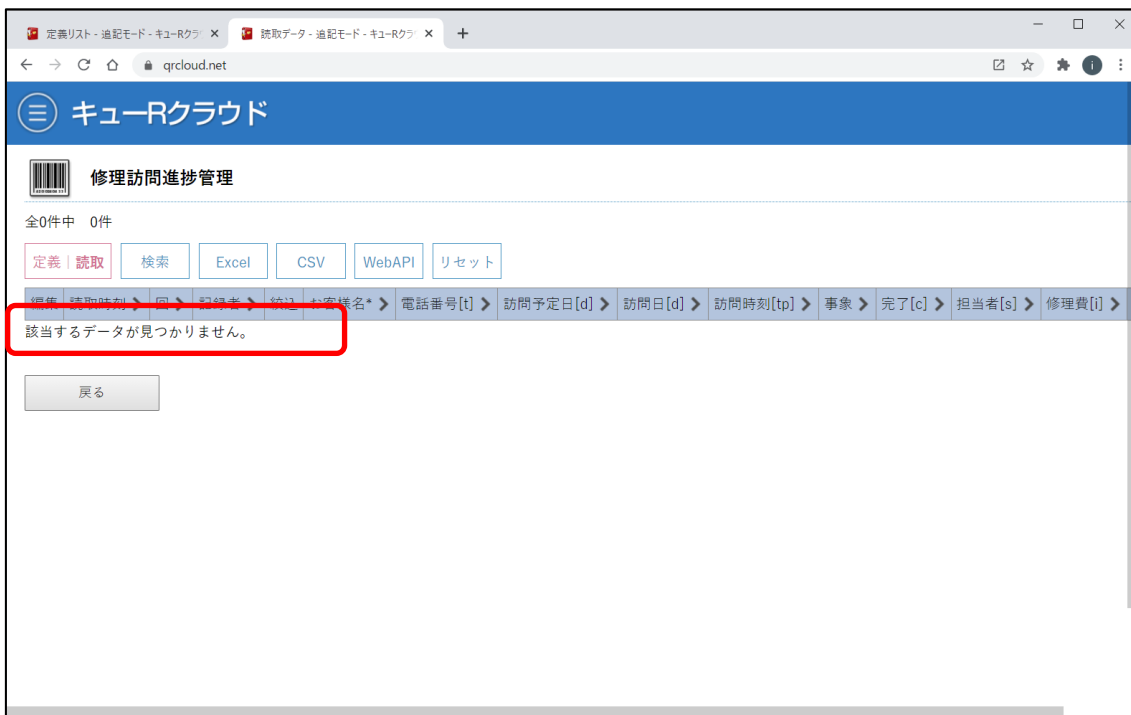 定義リスト - 追記モード - キューRクラ
読取データ - 追記モード - キューRクラ
qrcloud.net
i
キューRクラウド
修理訪問進捗管理
全0件中 0件
定義 | 読取 検索 Excel CSV WebAPI リセット
編集 読取時刻 回 記録者 絞込 お客様名* 電話番号[t] 訪問予定日[d] 訪問日[d] 訪問時刻[tp] 事象 完了[c] 担当者[s] 修理費[i]
該当するデータが見つかりません。
戻る